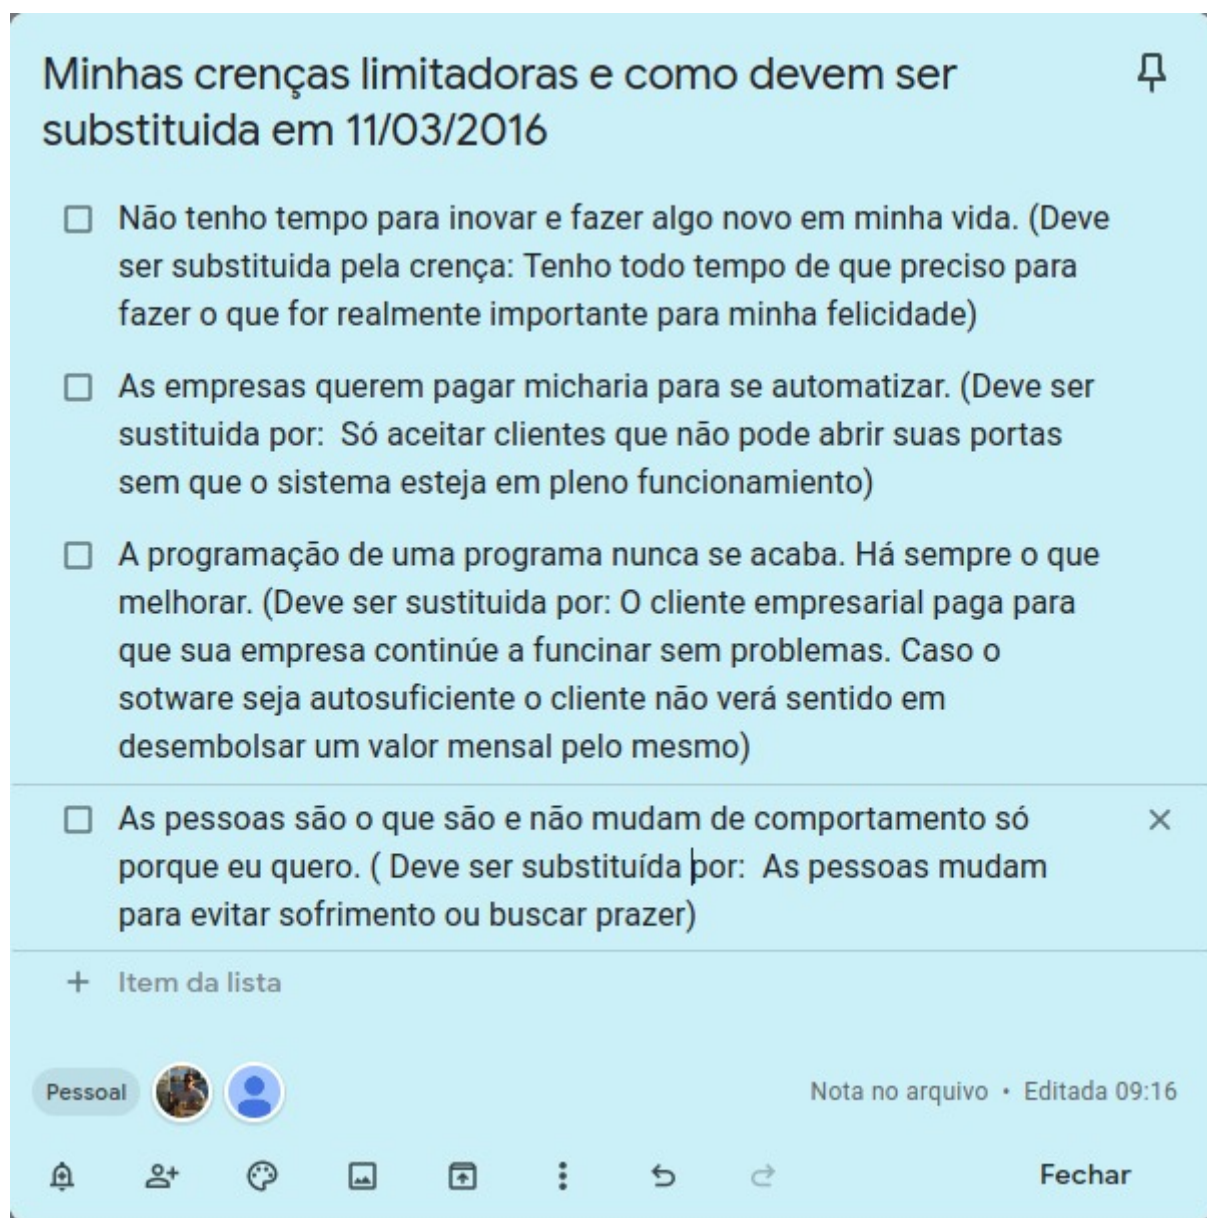 Minhas crenças limitadoras e como devem ser
substituida em 11/03/2016
Não tenho tempo para inovar e fazer algo novo em minha vida. (Deve
ser substituida pela crença: Tenho todo tempo de que preciso para
fazer o que for realmente importante para minha felicidade)
As empresas querem pagar micharia para se automatizar. (Deve ser
sustituida por:  Só aceitar clientes que não pode abrir suas portas
sem que o sistema esteja em pleno funcionamiento)
A programação de uma programa nunca se acaba. Há sempre o que
melhorar. (Deve ser sustituida por: O cliente empresarial paga para
que sua empresa continúe a funcinar sem problemas. Caso o
sotware seja autosuficiente o cliente não verá sentido em
desembolsar um valor mensal pelo mesmo)
As pessoas são o que são e não mudam de comportamento só
porque eu quero. ( Deve ser substituída por:  As pessoas mudam
para evitar sofrimento ou buscar prazer)
Item da lista
Pessoal
Nota no arquivo • Editada 09:16
Fechar